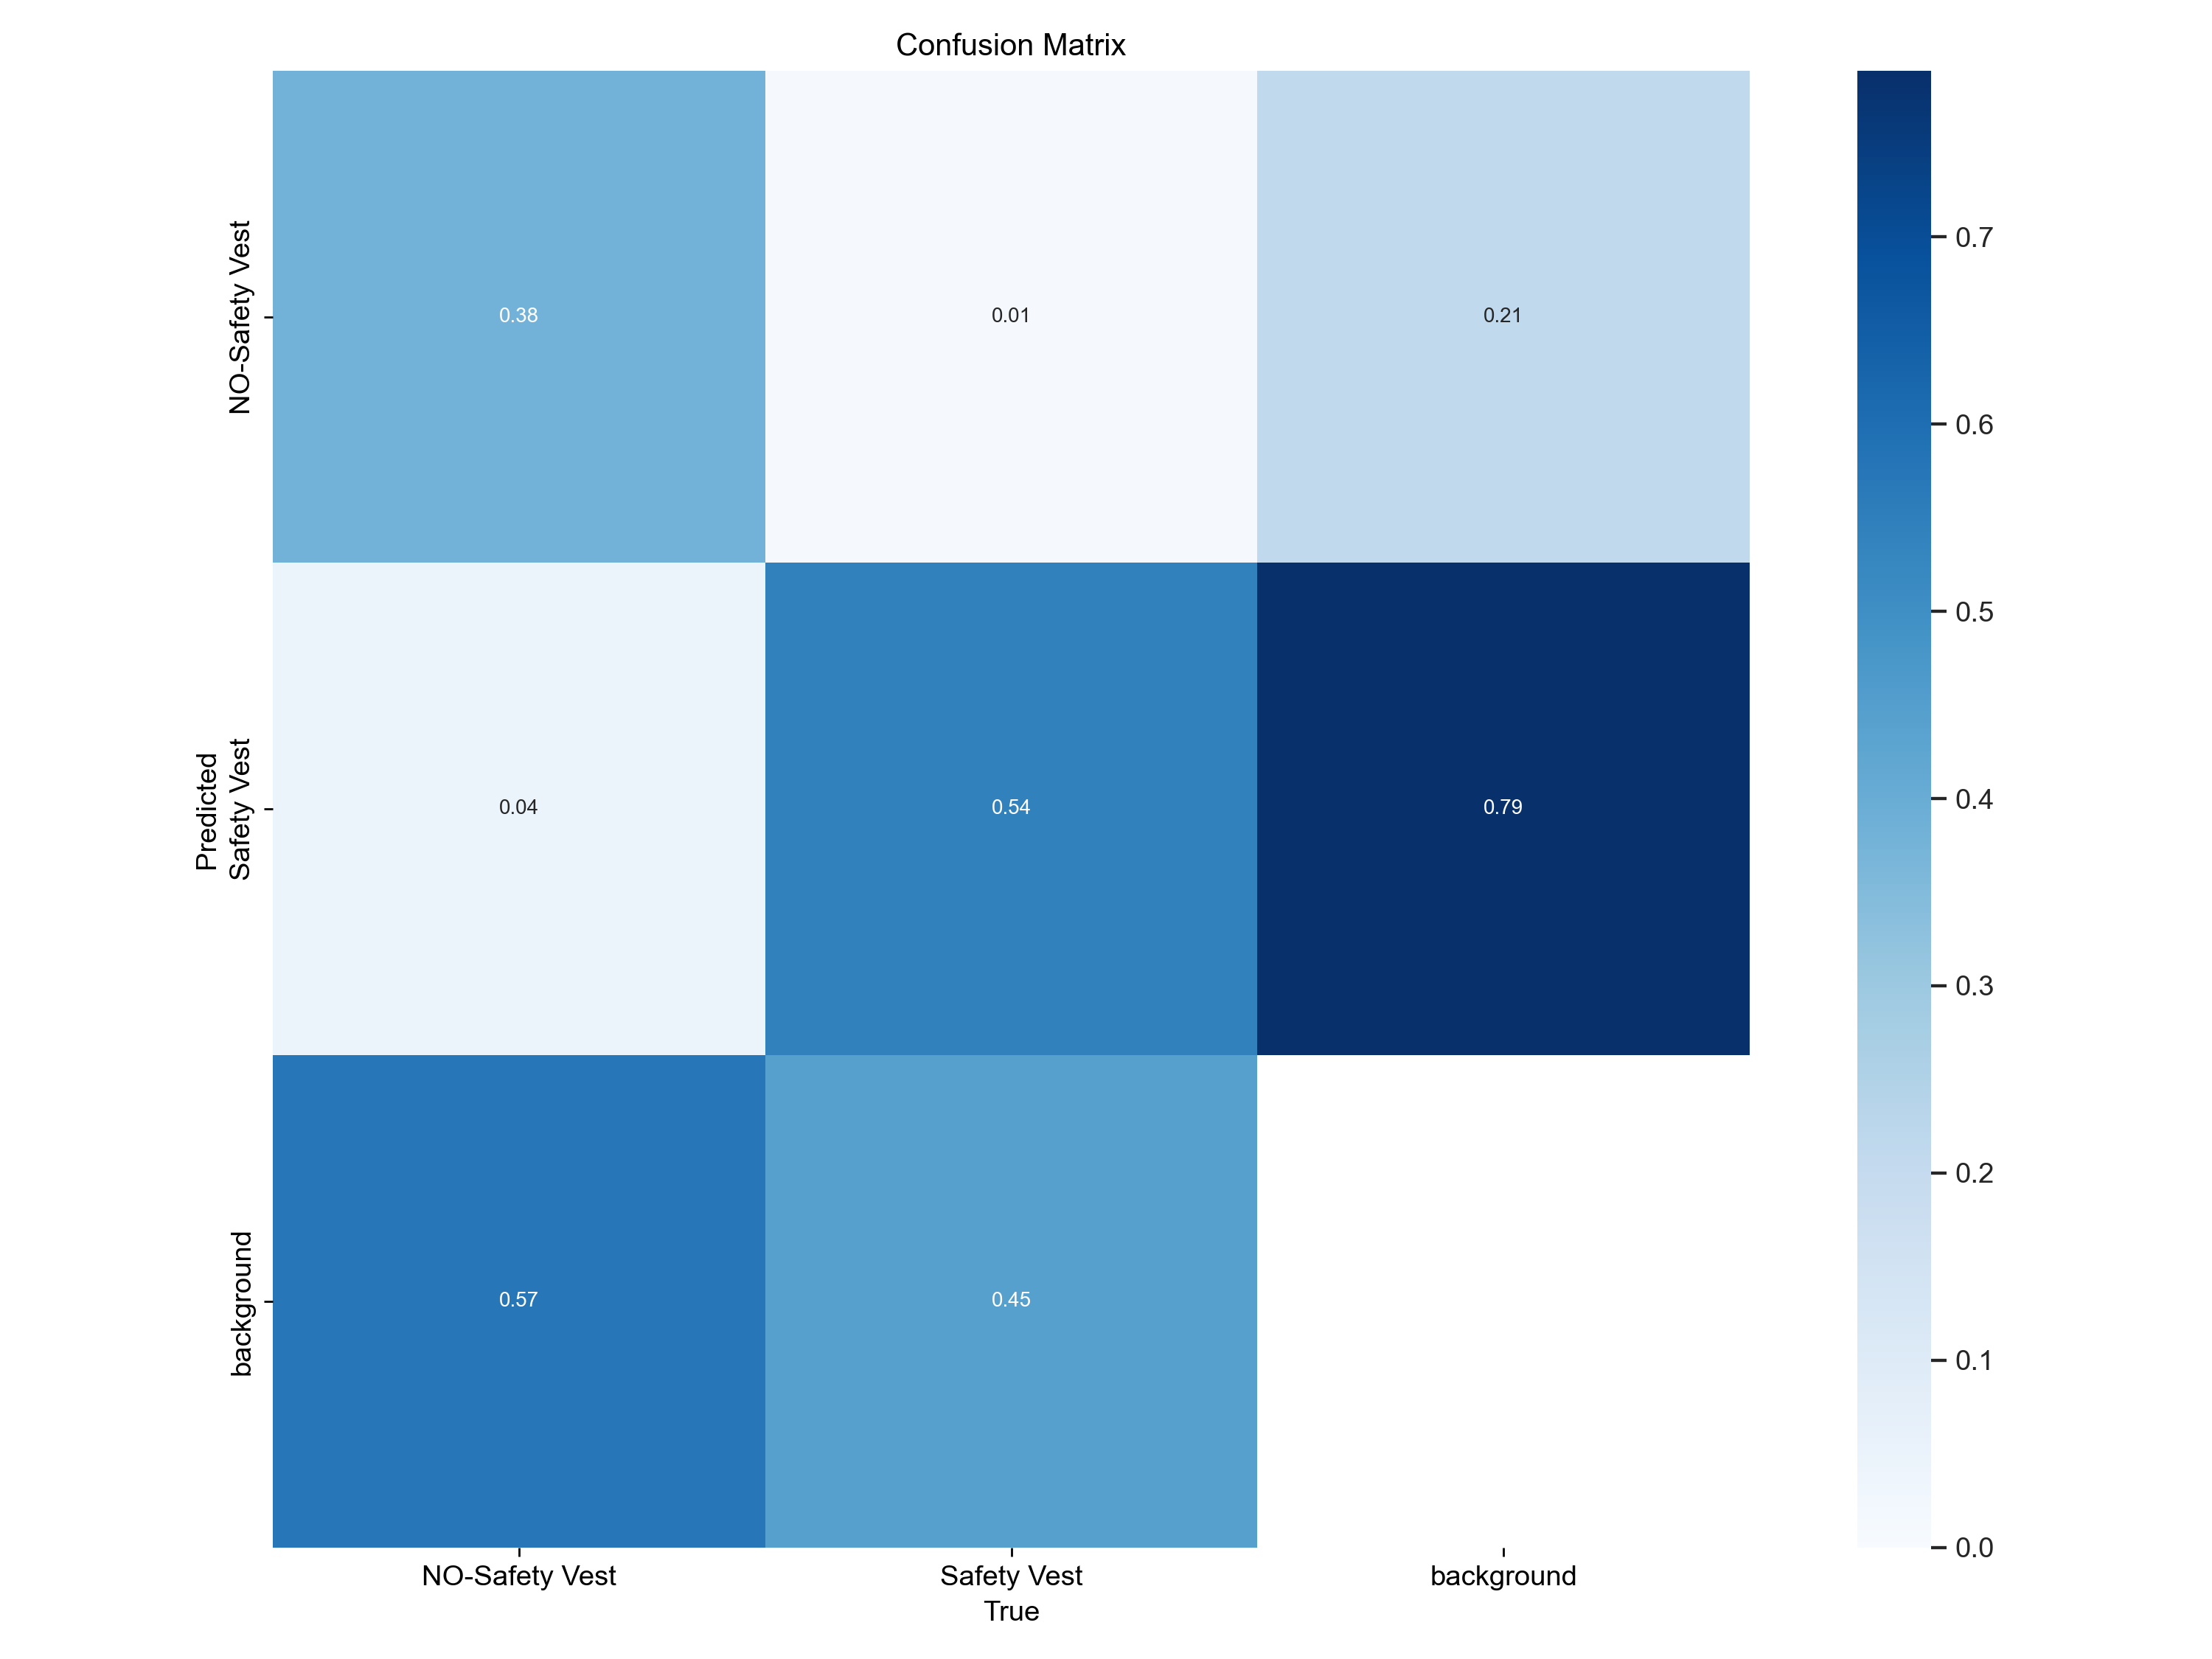 Confusion Matrix
NO-Safety Vest
0.38
0.01
0.21
Predicted
Safety Vest
0.04
0.54
0.79
background
0.57
0.45
NO-Safety Vest
Safety Vest
background
True
0.7
0.6
0.5
0.4
0.3
0.2
0.1
0.0